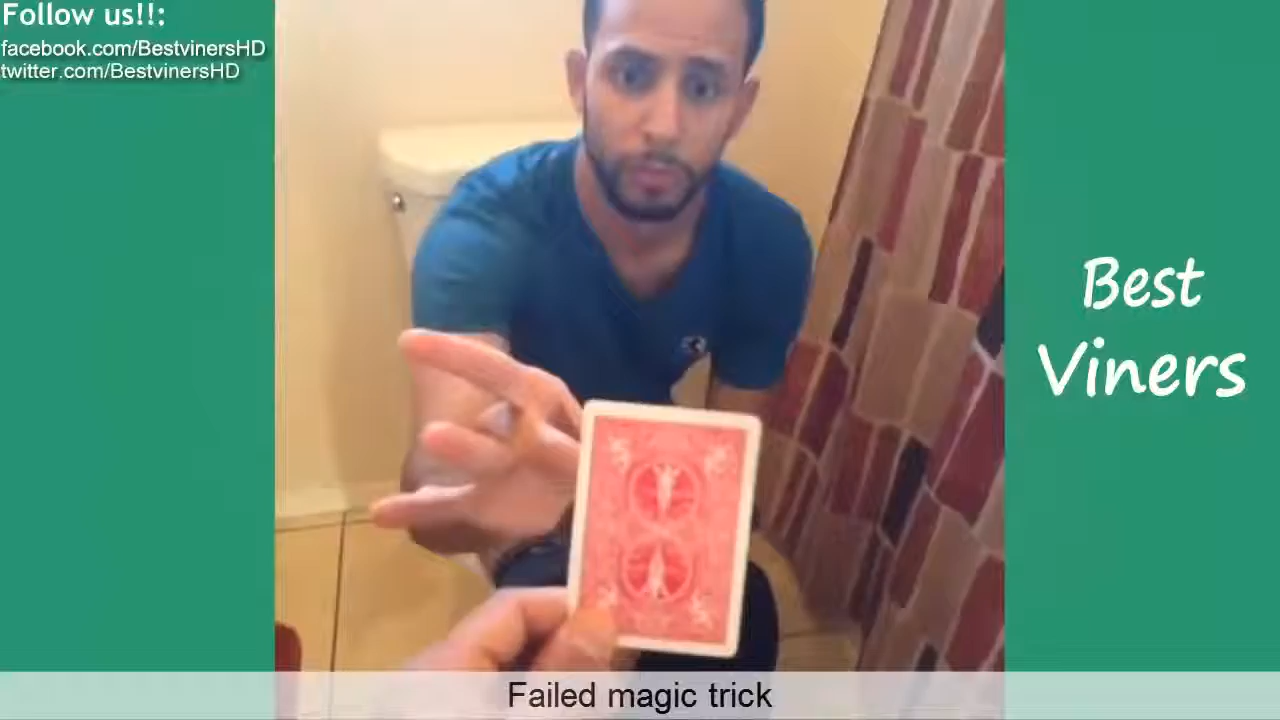 Follow us!!:
facebook.com/BestvinersHD
twitter.com/BestvinersHD
Best
Viners
Failed magic trick